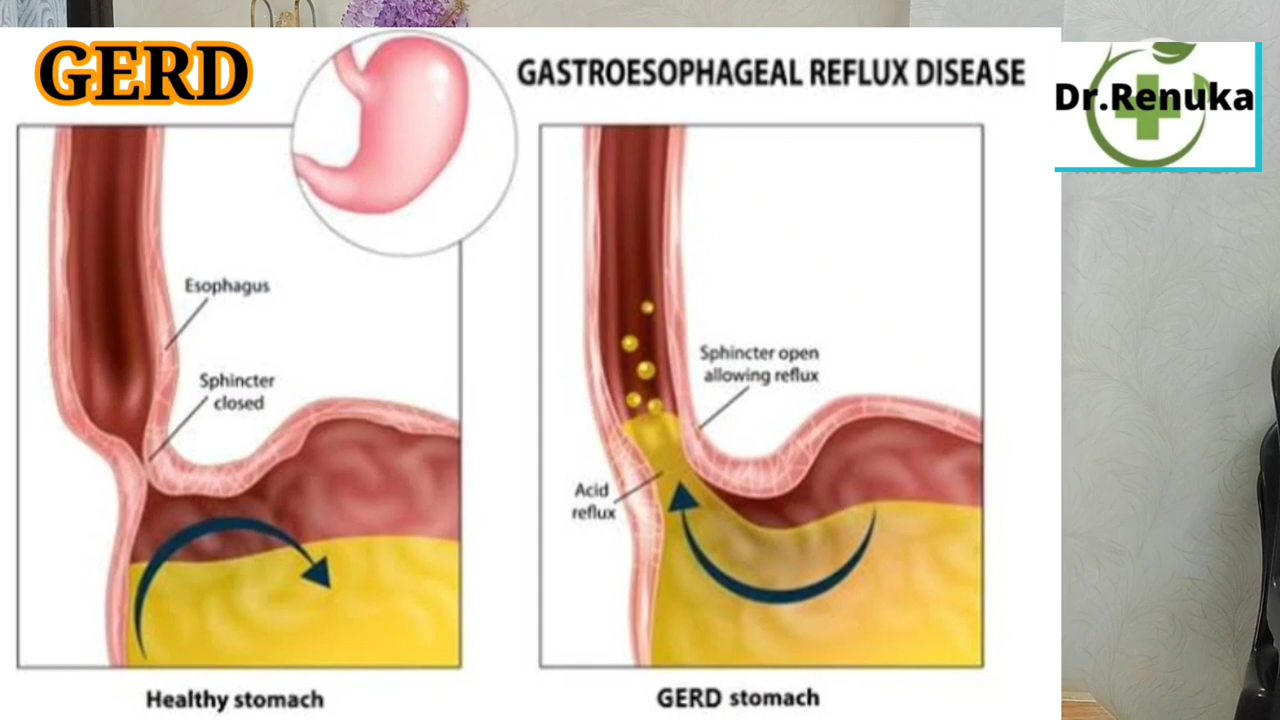 GERD
GASTROESOPHAGEAL REFLUX DISEASE
Dr.Renuka
Esophagus
Sphincter
closed
Sphincter open
allowing reflux
Acid
reflux
Healthy stomach
GERD stomach